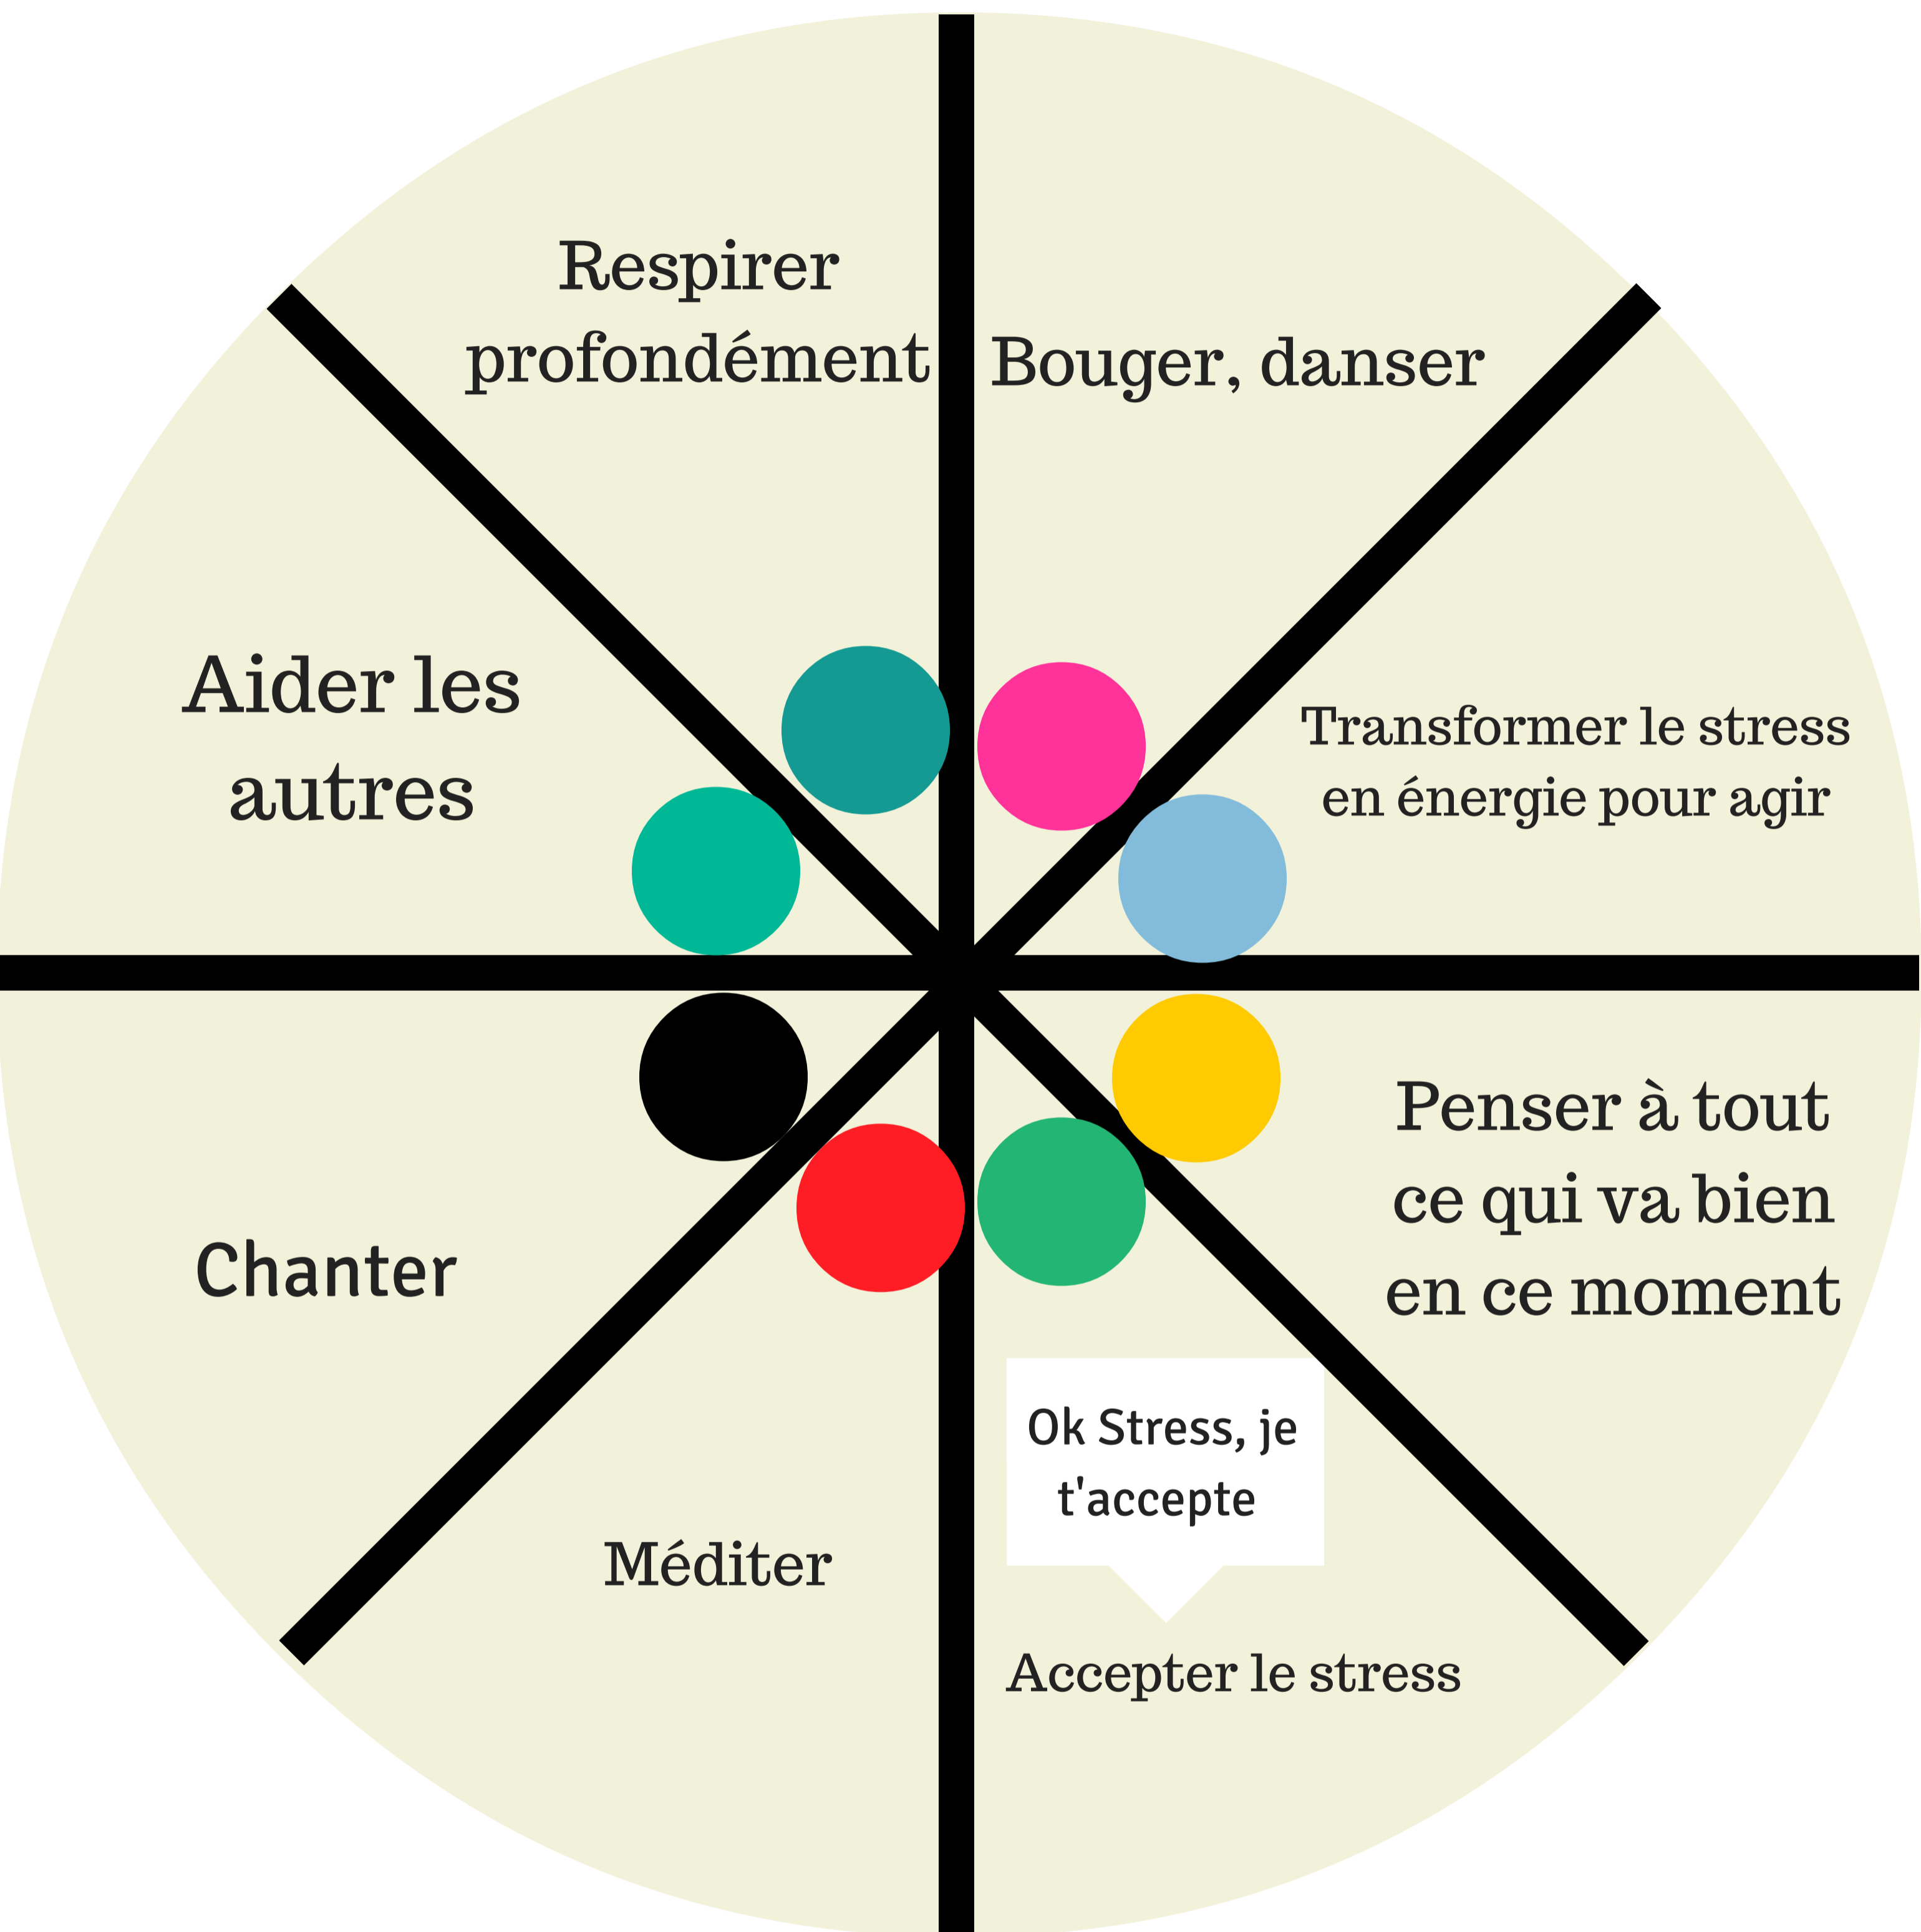 Respirer
profondément
Bouger, danser
Aider les
autres
Transformer le stress
en énergie pour agir
Penser à tout
ce qui va bien
en ce moment
Chanter
Ok Stress, je
t'accepte
Méditer
Accepter le stress